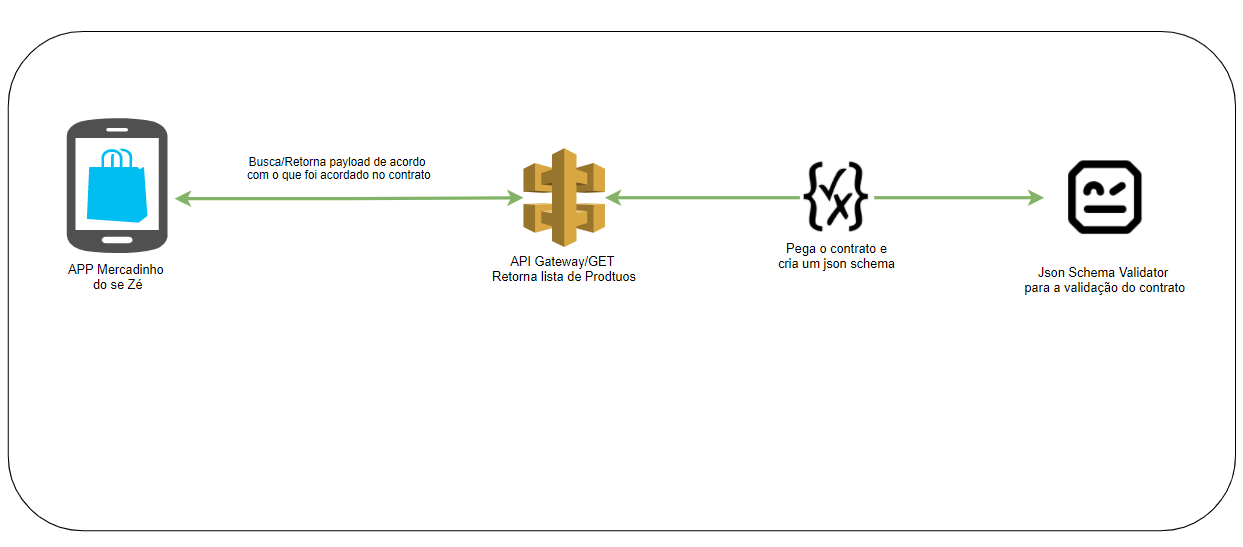 Busca/Retorna payload de acordo
com o que foi acordado no contrato
APP Mercadinho
do se Zé
API Gateway/GET
Retorna lista de Prodtuos
Pega o contrato e
cria um json schema
Json Schema Validator
para a validação do contrato